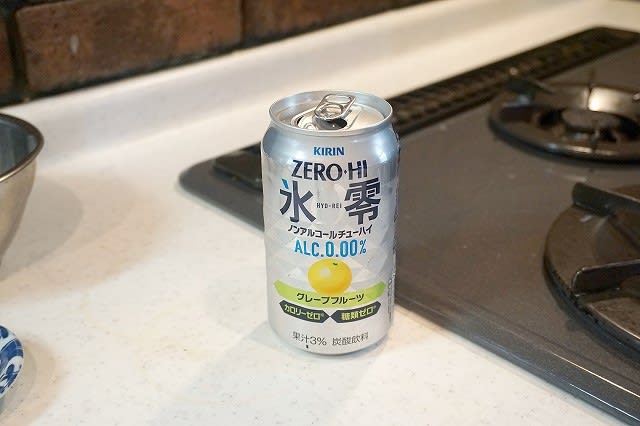 KIRIN
ZERO-HI
氷 HYO-REI 零
ノンアルコールチューハイ
ALC.0.00%
グレープフルーツ
カロリーゼロ※ 糖類ゼロ※
果汁3% 炭酸飲料